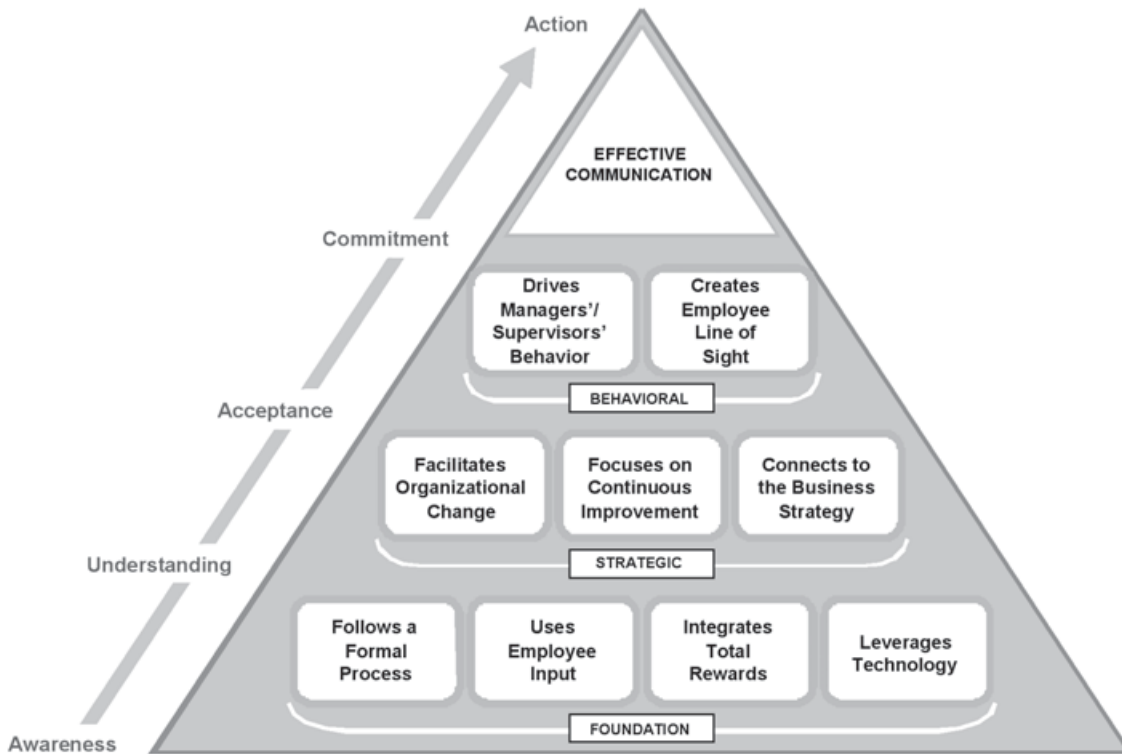 Action
EFFECTIVE
COMMUNICATION
Commitment
Drives
Managers'/
Supervisors'
Behavior
Creates
Employee
Line of
Sight
BEHAVIORAL
Acceptance
Facilitates
Organizational
Change
Focuses on
Continuous
Improvement
Connects to
the Business
Strategy
STRATEGIC
Understanding
Follows a
Formal
Process
Uses
Employee
Input
Integrates
Total
Rewards
Leverages
Technology
FOUNDATION
Awareness